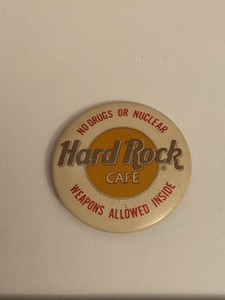 NO DRUGS OR NUCLEAR
Hard Rock
CAFE
®
WEAPONS ALLOWED INSIDE